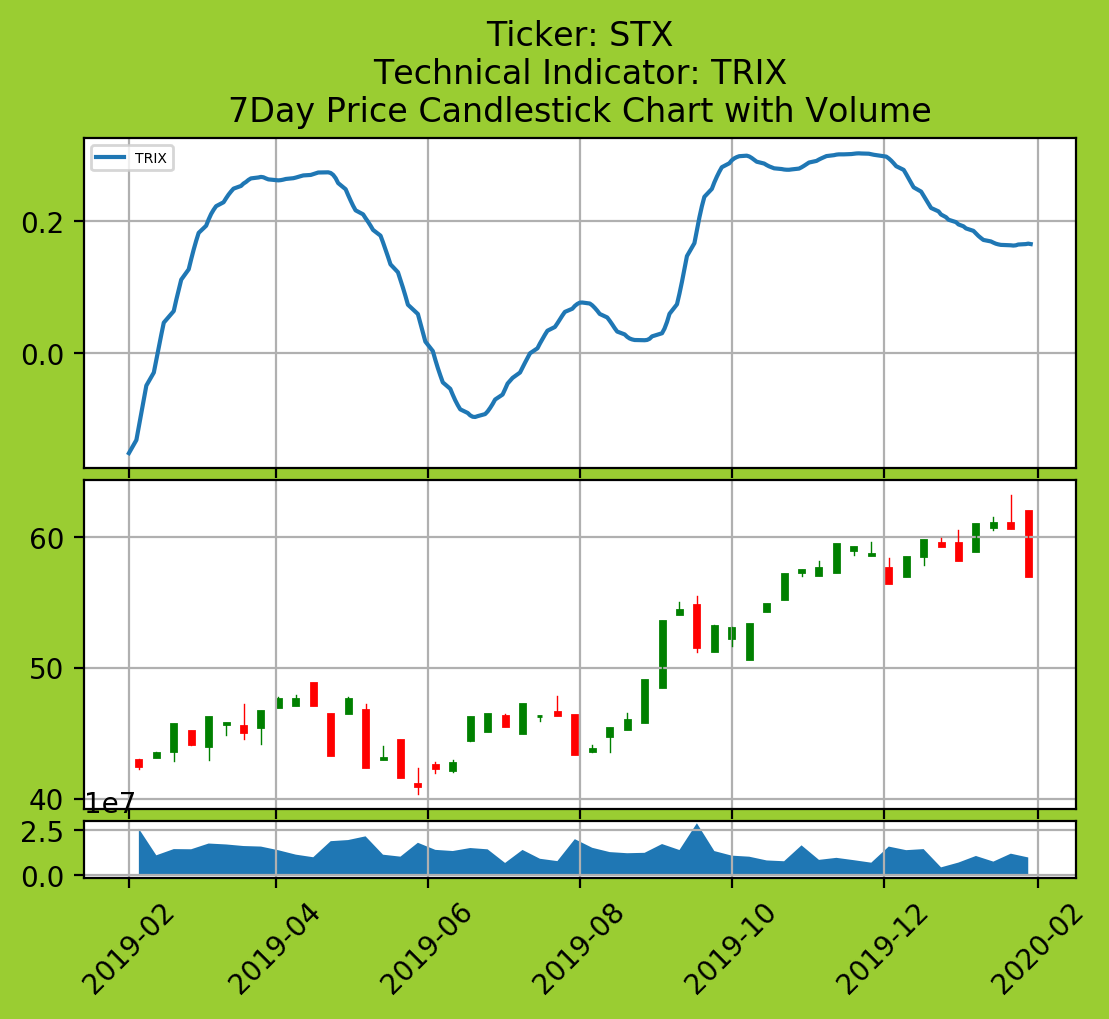 Ticker: STX
Technical Indicator: TRIX
7Day Price Candlestick Chart with Volume
TRIX
0.2
0.0
60
50
40
1e7
2.5
0.0
2019-02
2019-04
2019-06
2019-08
2019-10
2019-12
2020-02